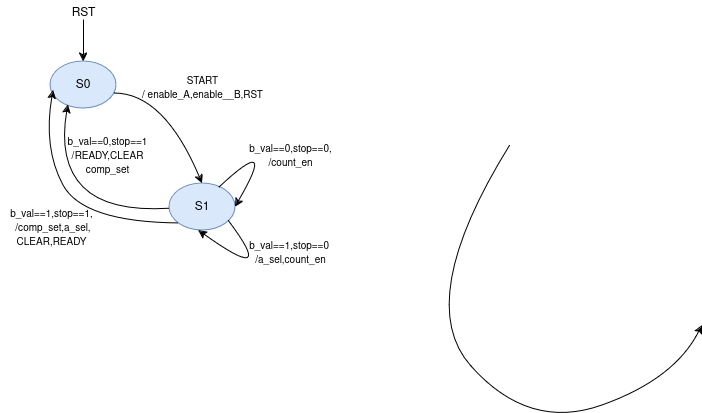 RST
S0
START
/ enable_A,enable__B,RST
b_val==0,stop==1
/READY,CLEAR
comp_set
b_val==0,stop==0,
/count_en
S1
b_val==1,stop==1,
/comp_set,a_sel,
CLEAR,READY
b_val==1,stop==0
/a_sel,count_en